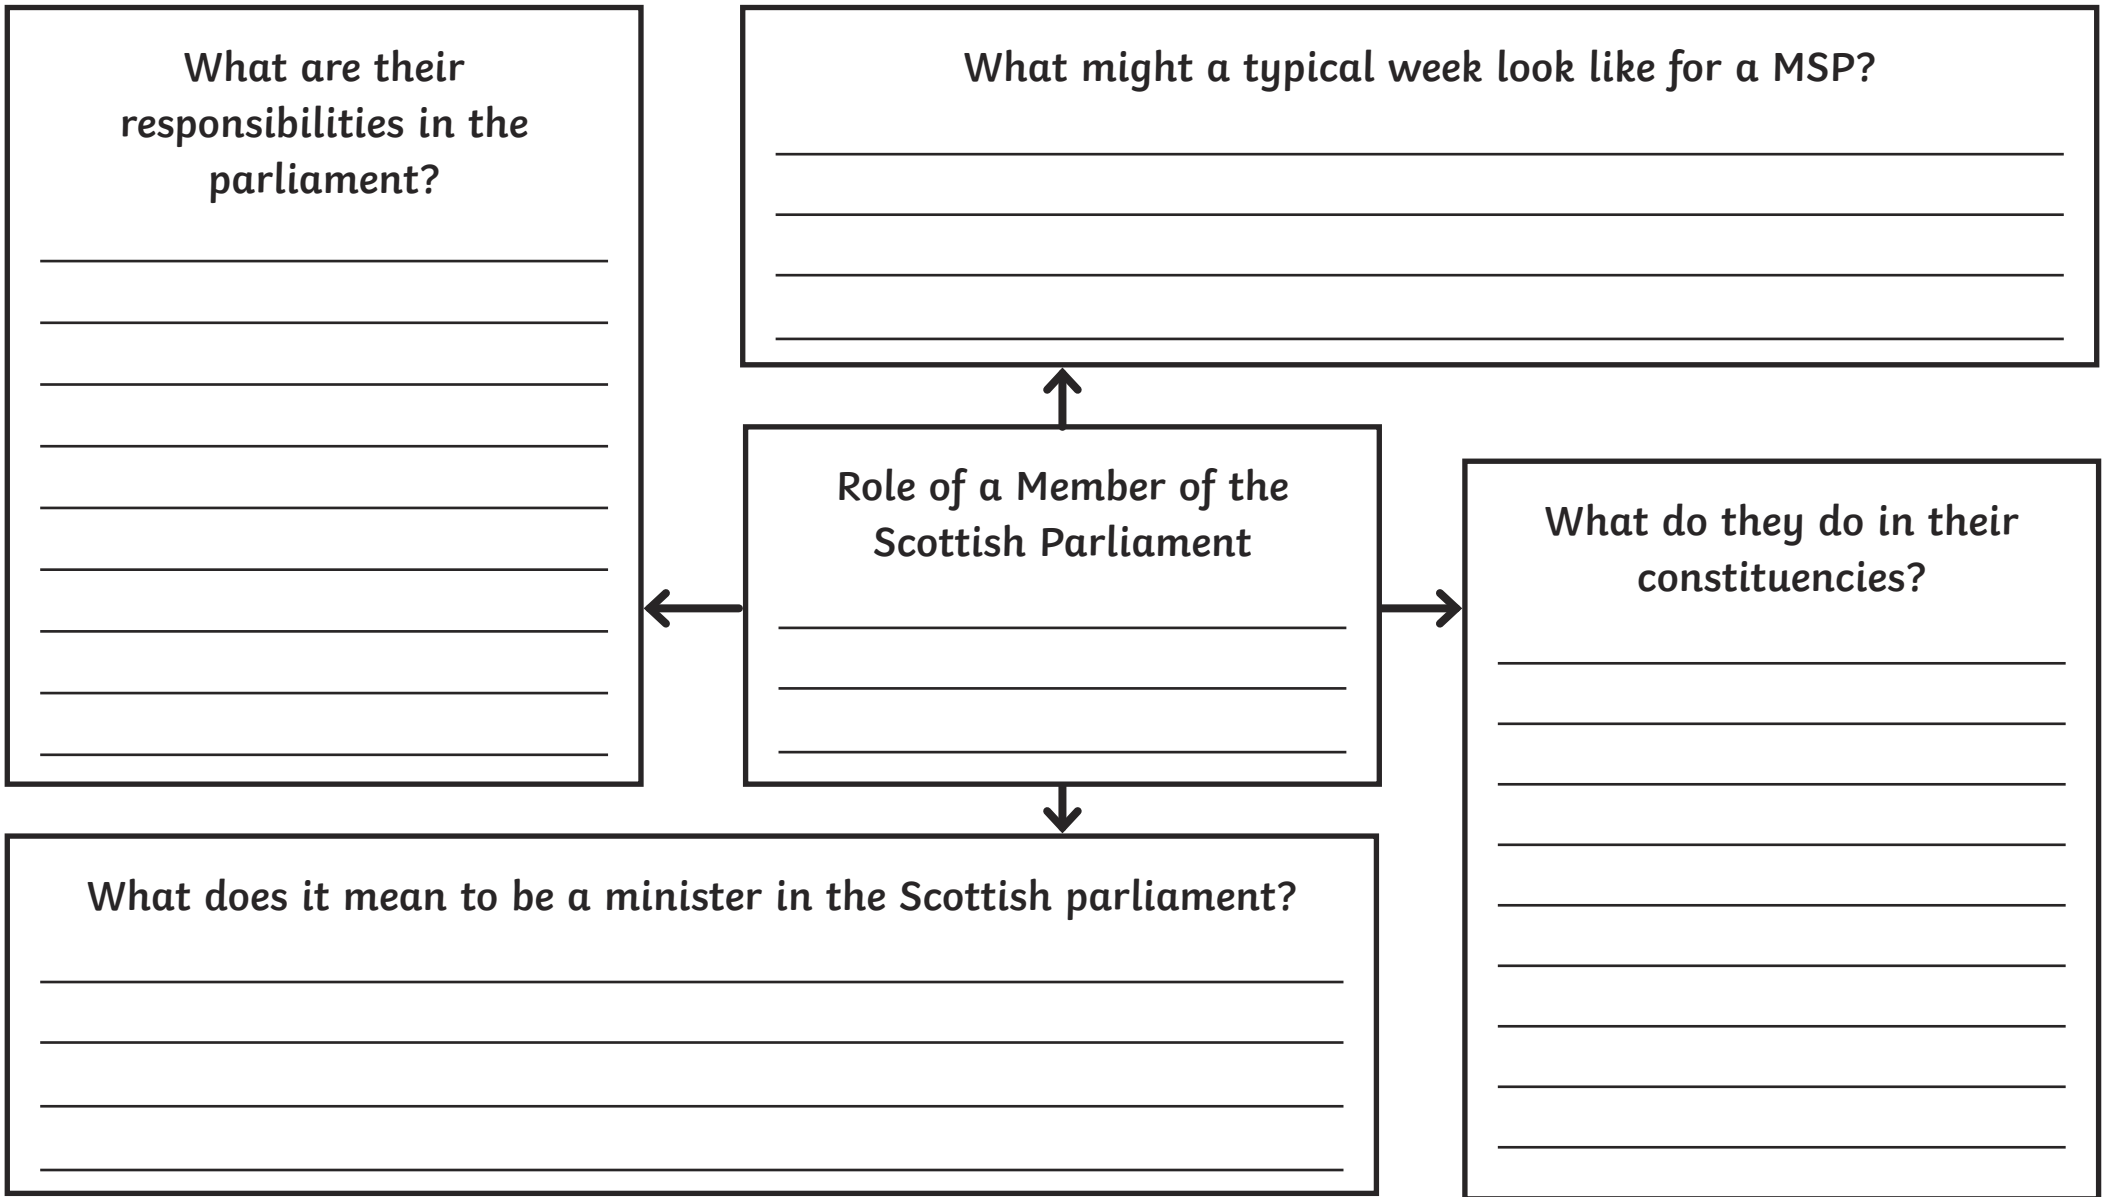 What are their
responsibilities in the
parliament?
What might a typical week look like for a MSP?
Role of a Member of the
Scottish Parliament
What do they do in their
constituencies?
What does it mean to be a minister in the Scottish parliament?